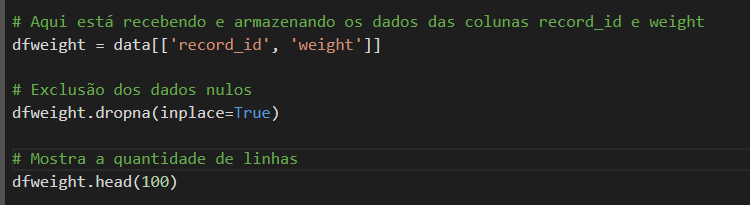 # Aqui está recebendo e armazenando os dados das colunas record_id e weight
dfweight = data[['record_id', 'weight']]
# Exclusão dos dados nulos
dfweight.dropna(inplace=True)
# Mostra a quantidade de linhas
dfweight.head(100)